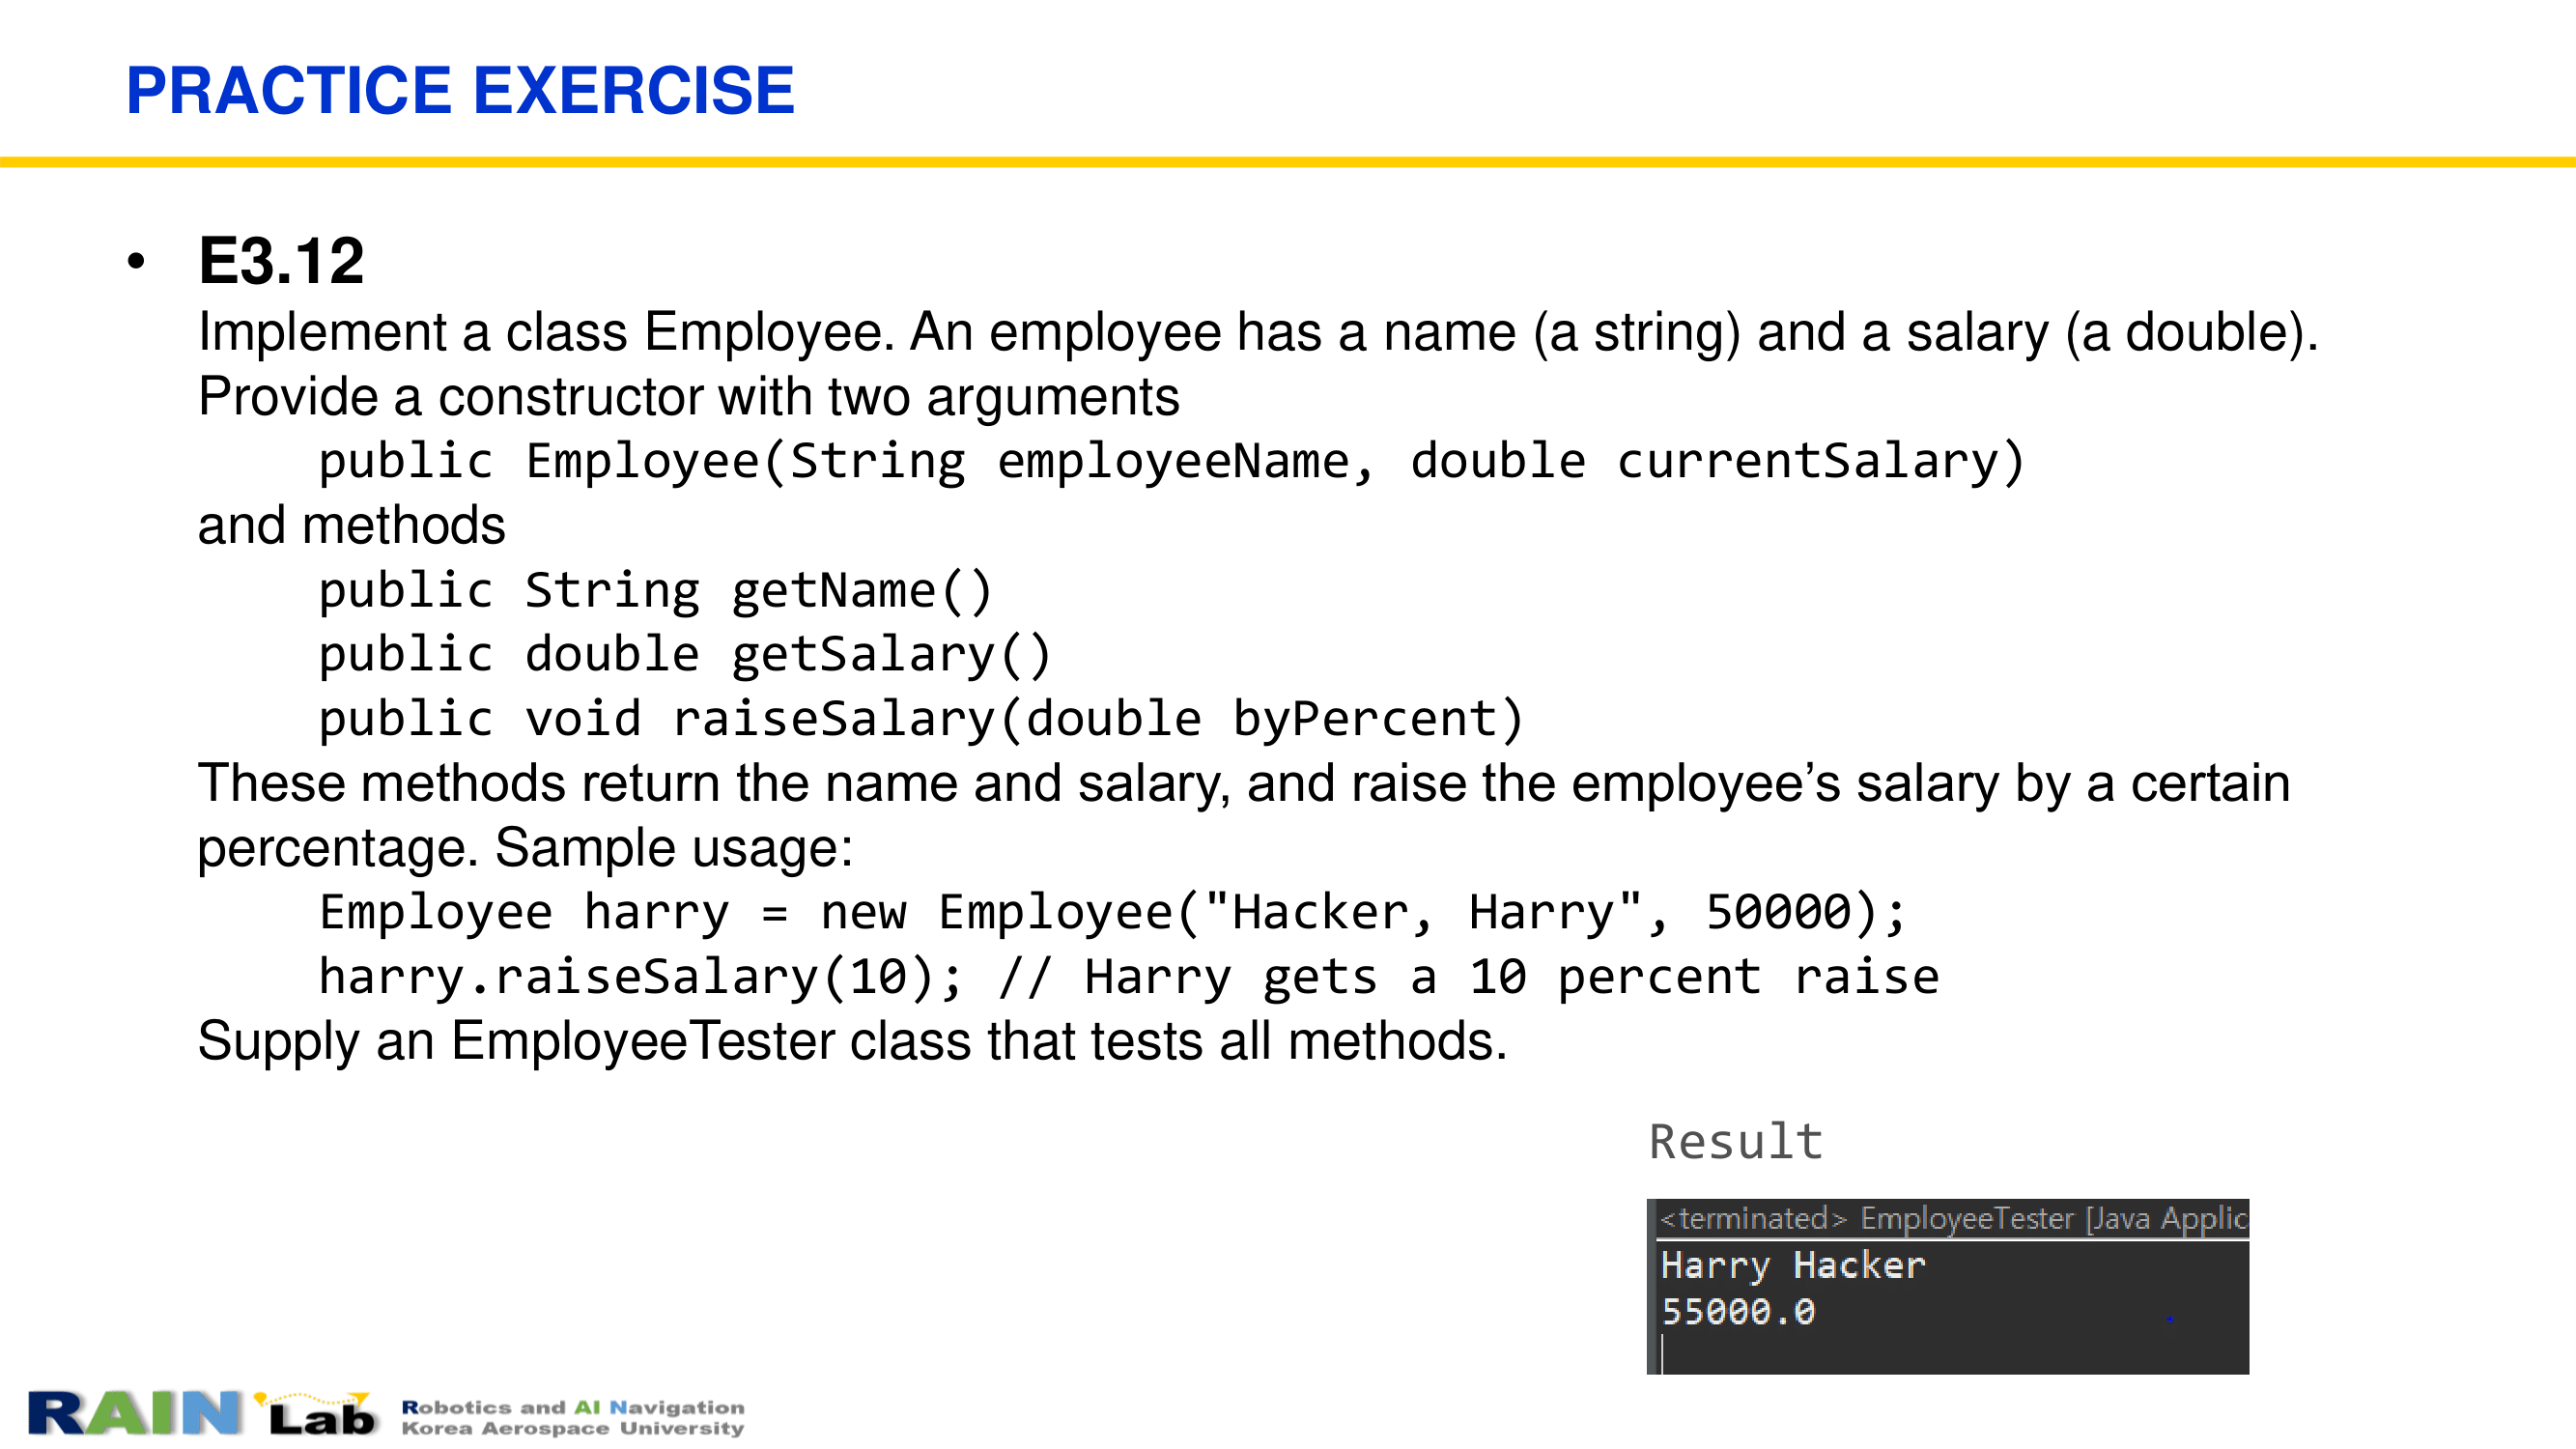 PRACTICE EXERCISE
• E3.12
Implement a class Employee. An employee has a name (a string) and a salary (a double).
Provide a constructor with two arguments
public Employee(String employeeName, double currentSalary)
and methods
public String getName()
public double getSalary()
public void raiseSalary(double byPercent)
These methods return the name and salary, and raise the employee’s salary by a certain
percentage. Sample usage:
Employee harry = new Employee("Hacker, Harry", 50000);
harry.raiseSalary(10); // Harry gets a 10 percent raise
Supply an EmployeeTester class that tests all methods.
Result
<terminated> EmployeeTester [Java Applic
Harry Hacker
55000.0
RAIN Lab
Robotics and AI Navigation
Korea Aerospace University